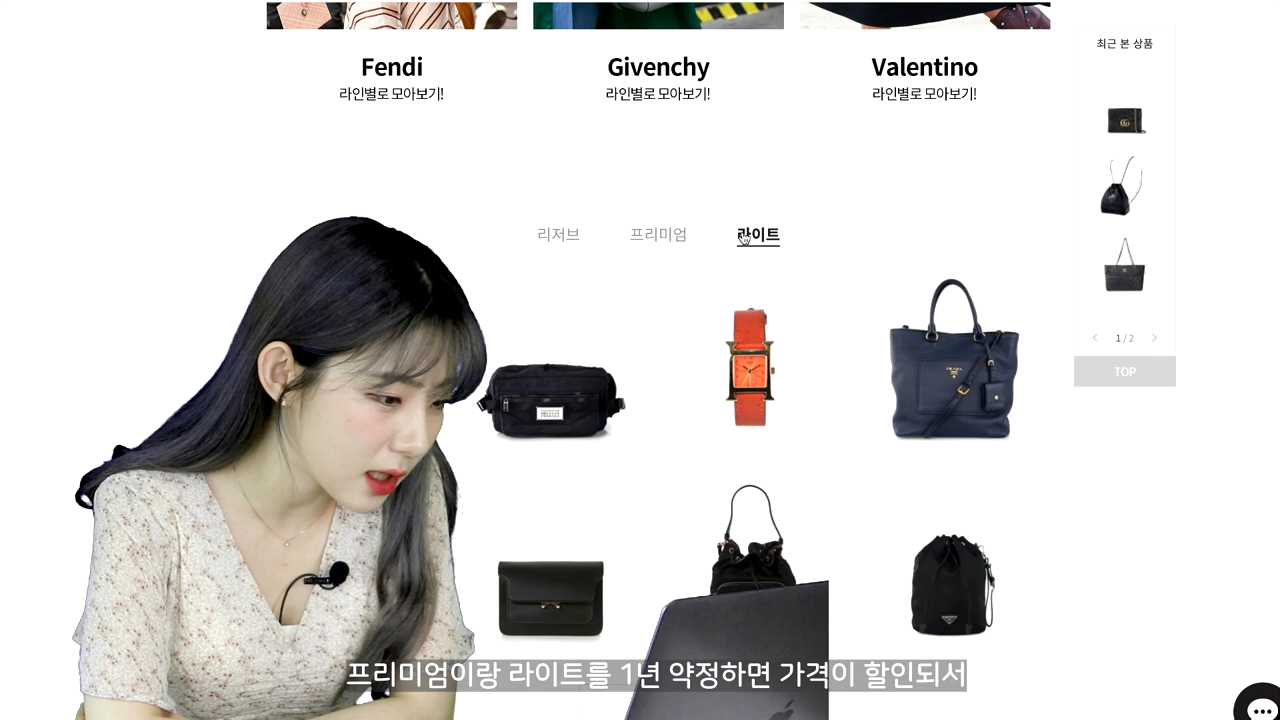 Fendi
라인별로 모아보기!
Givenchy
라인별로 모아보기!
Valentino
라인별로 모아보기!
최근 본 상품
1 / 2
TOP
리저브
프리미엄
라이트
프리미엄이랑 라이트를 1년 약정하면 가격이 할인되서